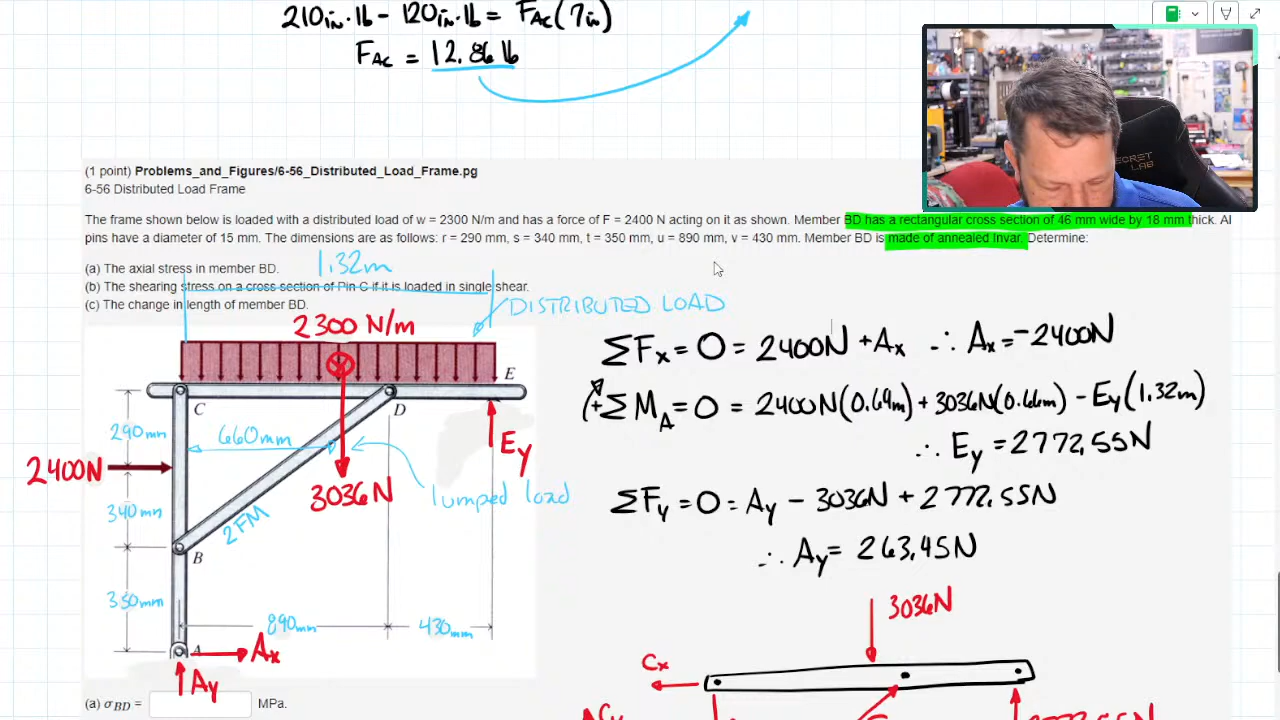 210in·lb - 120in·lb = FAC(7in)
FAC = 12.86 lb
(1 point) Problems_and_Figures/6-56_Distributed_Load_Frame.pg
6-56 Distributed Load Frame
The frame shown below is loaded with a distributed load of w = 2300 N/m and has a force of F = 2400 N acting on it as shown. Member BD has a rectangular cross section of 46 mm wide by 18 mm thick. Al
pins have a diameter of 15 mm. The dimensions are as follows: r = 290 mm, s = 340 mm, t = 350 mm, u = 890 mm, v = 430 mm. Member BD is made of annealed Invar. Determine:
(a) The axial stress in member BD.
(b) The shearing stress on a cross section of Pin C if it is loaded in single shear.
(c) The change in length of member BD.
1.32m
DISTRIBUTED LOAD
2300 N/m
E
C
D
290mm
660mm
2400N
Ey
3036N
lumped load
340mm
2FM
B
350mm
890mm
430mm
A
Ax
Ay
ΣFx = 0 = 2400N + Ax ∴ Ax = -2400N
+ΣMA = 0 = 2400N(0.69m) + 3036N(0.66m) - Ey(1.32m)
∴ Ey = 2772.55N
ΣFy = 0 = Ay - 3036N + 2772.55N
∴ Ay = 263.45N
3036N
Cx
(a) σBD = MPa.
SECRET
LAB